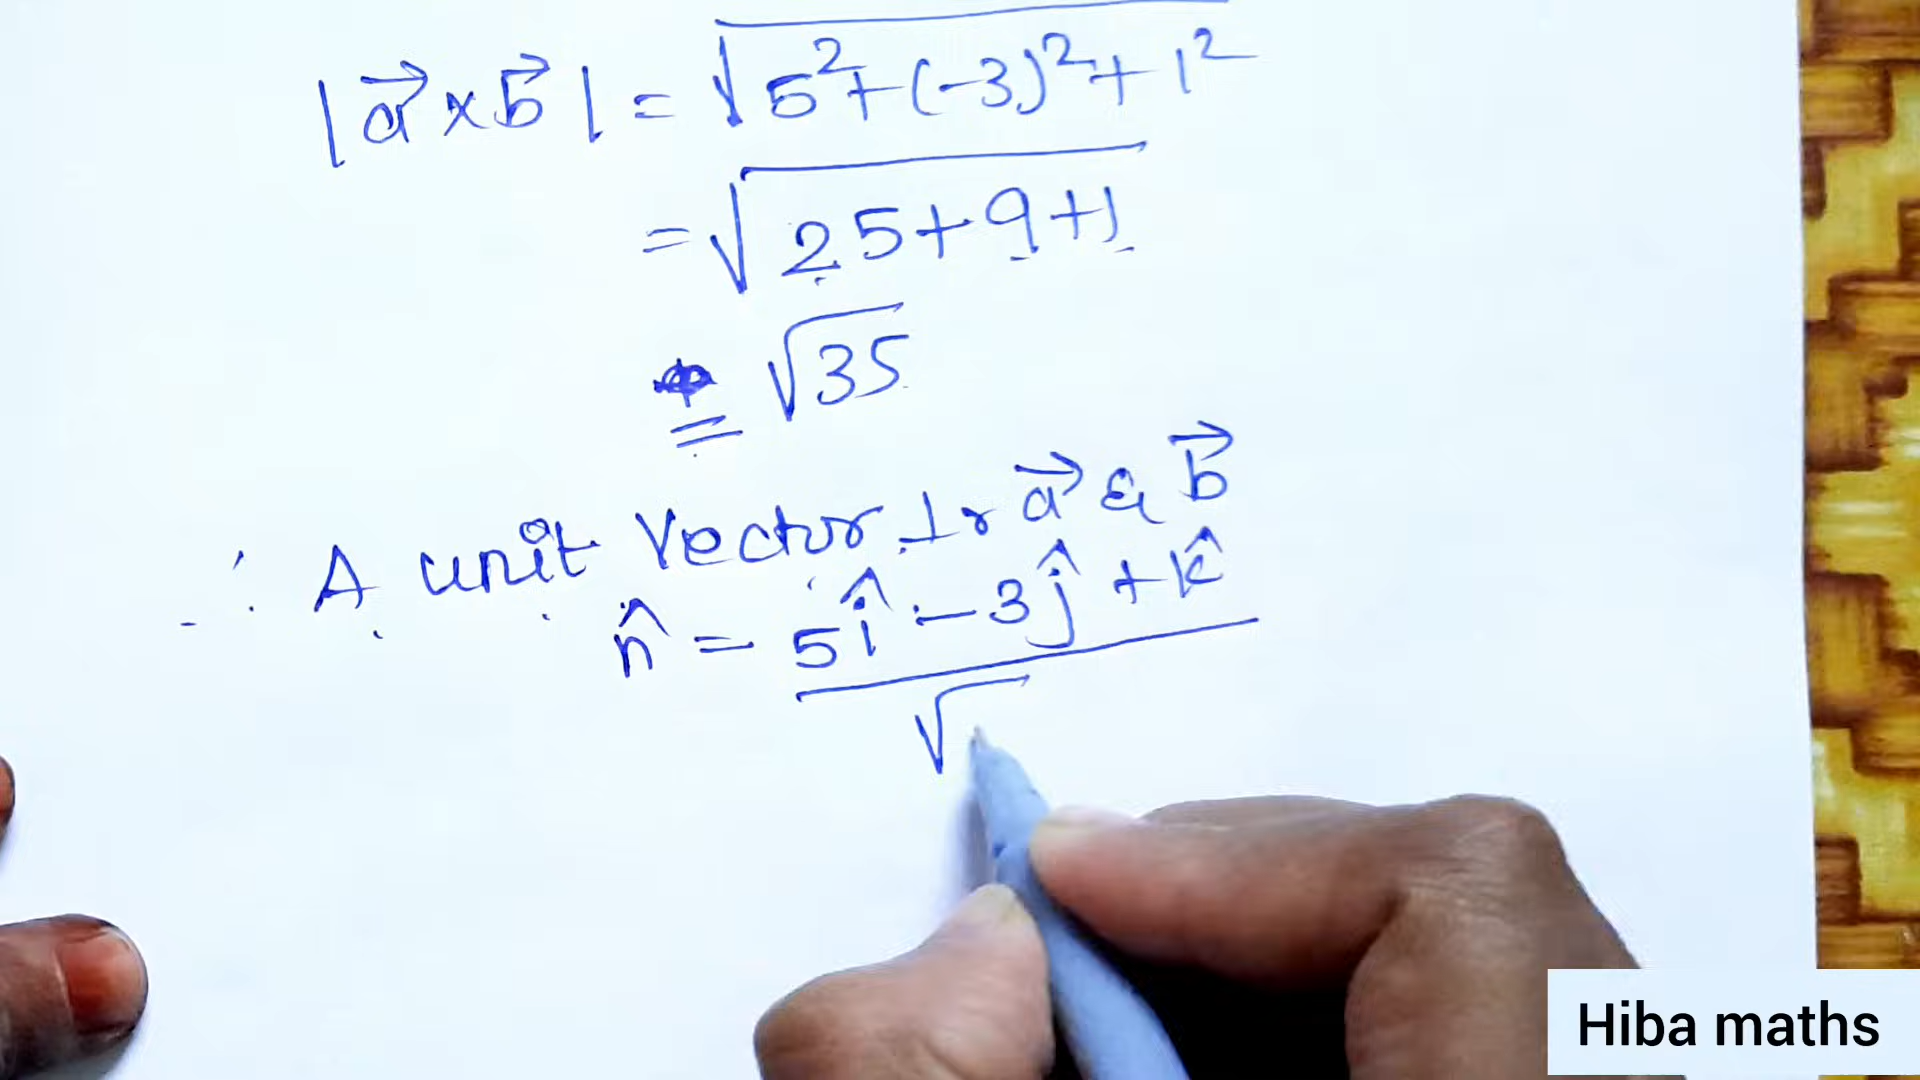 |a⃗ × b⃗| = √5² + (-3)² + 1²
= √25 + 9 + 1
= √35
∴ A unit Vector ⊥r a⃗ & b⃗
n̂ = 5î - 3ĵ + k̂
√
Hiba maths